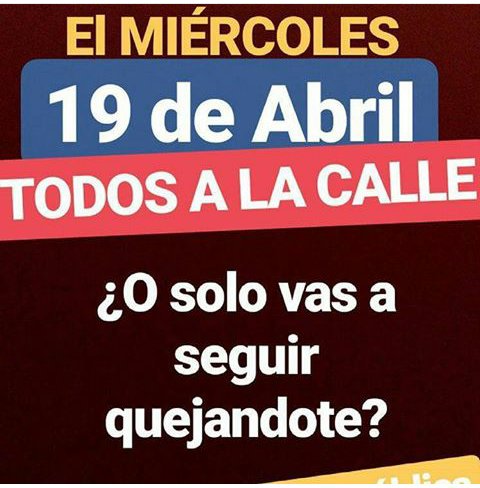 El MIÉRCOLES
19 de Abril
TODOS A LA CALLE
¿O solo vas a
seguir
quejandote?